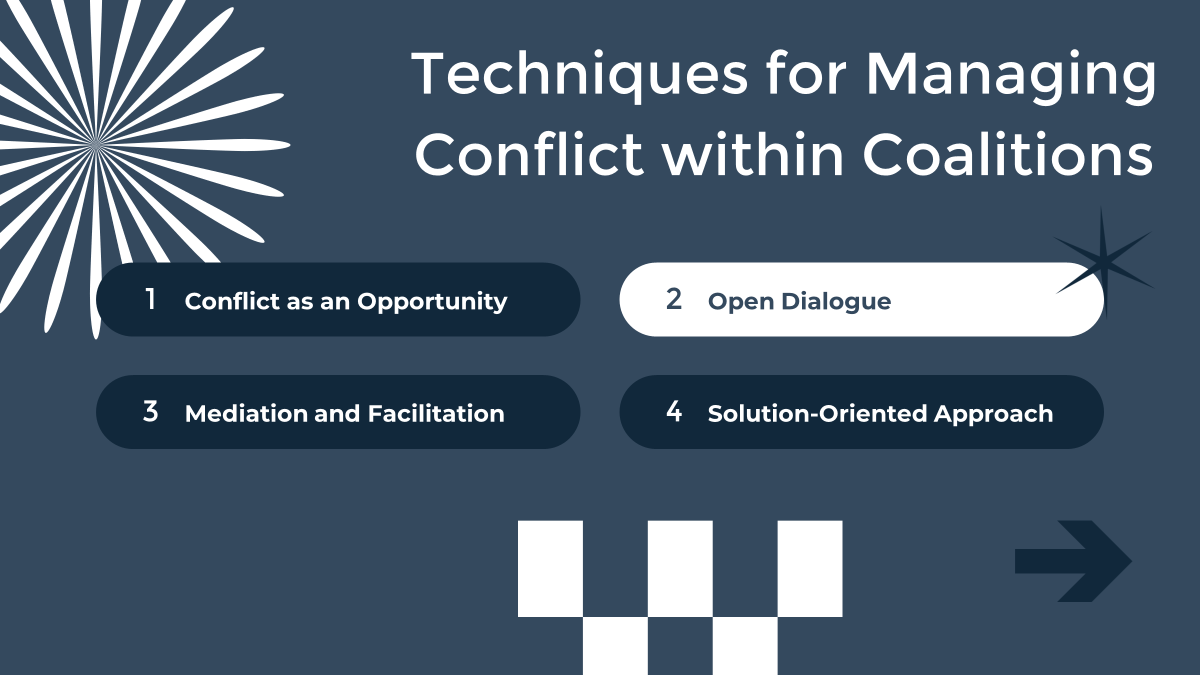 Techniques for Managing
Conflict within Coalitions
1 Conflict as an Opportunity
2 Open Dialogue
3 Mediation and Facilitation
4 Solution-Oriented Approach